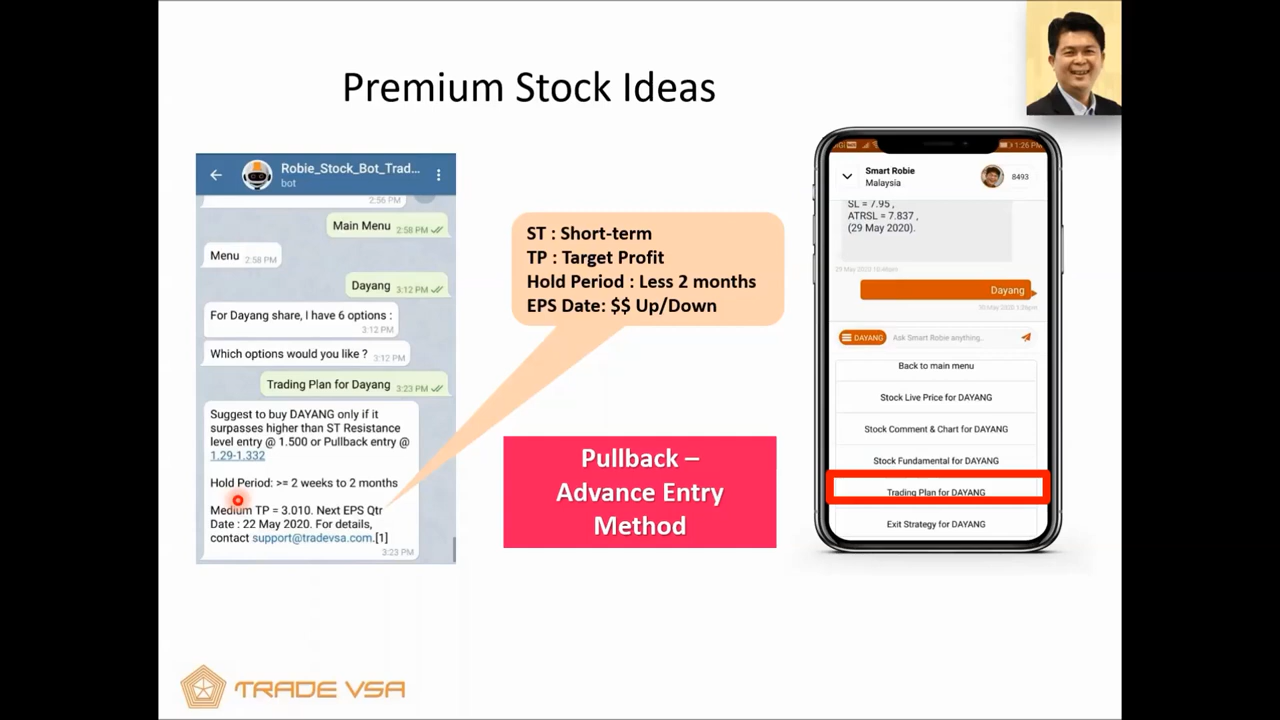 Premium Stock Ideas
Robie_Stock_Bot_Trad...
bot
2:56 PM
Main Menu 2:58 PM
Menu 2:58 PM
Dayang 3:12 PM
For Dayang share, I have 6 options :
3:12 PM
Which options would you like ? 3:12 PM
Trading Plan for Dayang 3:23 PM
Suggest to buy DAYANG only if it
surpasses higher than ST Resistance
level entry @ 1.500 or Pullback entry @
1.29-1.332
Hold Period: >= 2 weeks to 2 months
Medium TP = 3.010. Next EPS Qtr
Date : 22 May 2020. For details,
contact support@tradevsa.com.[1]
3:23 PM
ST : Short-term
TP : Target Profit
Hold Period : Less 2 months
EPS Date: $$ Up/Down
Pullback –
Advance Entry
Method
1:26 PM
Smart Robie
Malaysia
8493
SL = 7.95 ,
ATRSL = 7.837 ,
(29 May 2020).
Dayang
DAYANG
Ask Smart Robie anything..
Back to main menu
Stock Live Price for DAYANG
Stock Comment & Chart for DAYANG
Stock Fundamental for DAYANG
Trading Plan for DAYANG
Exit Strategy for DAYANG
TRADE VSA